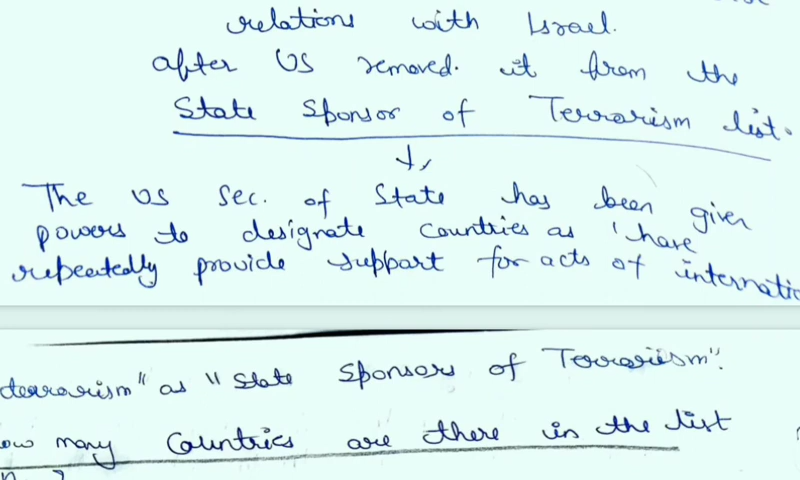 relations with Israel.
after US removed. it from the
State Sponsor of Terrorism list.
The US Sec. of State has been given
powers to designate countries as 'have
repeatedly provide support for acts of internatio
terrorism" as "State Sponsors of Terrorism".
ow many Countries are there in the list